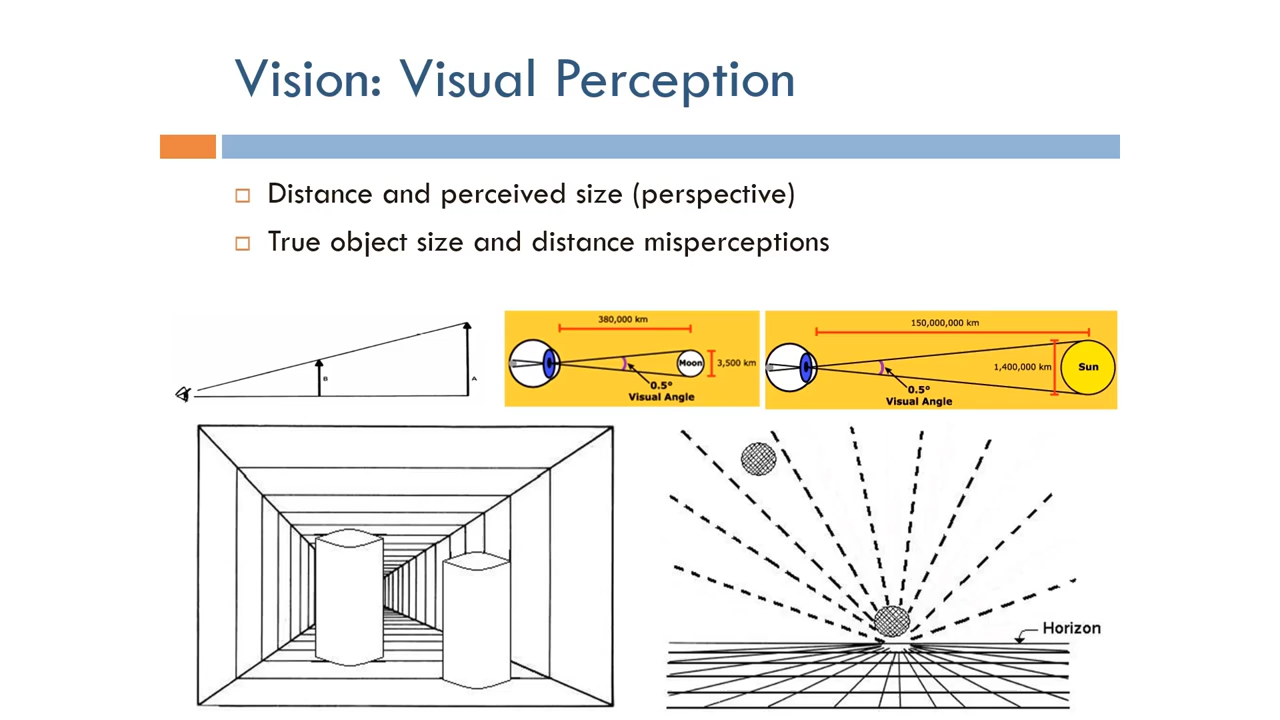 Vision: Visual Perception
Distance and perceived size (perspective)
True object size and distance misperceptions
B
A
380,000 km
Moon
3,500 km
0.5°
Visual Angle
150,000,000 km
1,400,000 km
Sun
0.5°
Visual Angle
Horizon